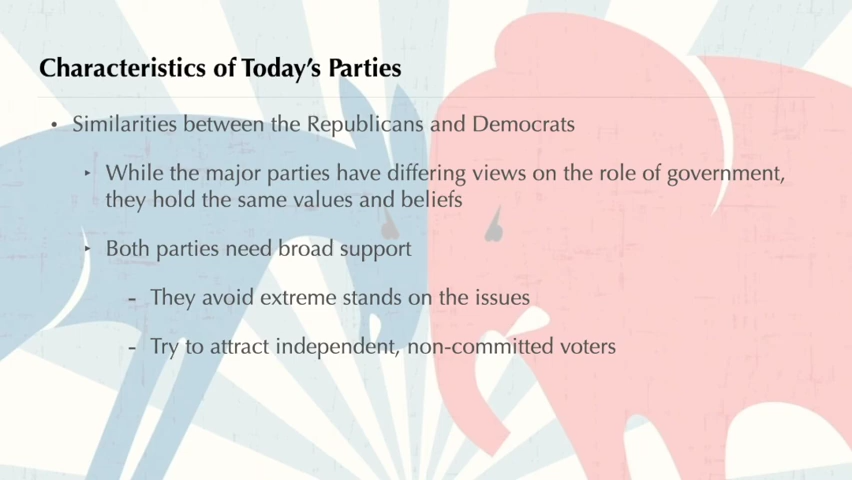 Characteristics of Today's Parties
• Similarities between the Republicans and Democrats
‣ While the major parties have differing views on the role of government,
they hold the same values and beliefs
‣ Both parties need broad support
- They avoid extreme stands on the issues
- Try to attract independent, non-committed voters